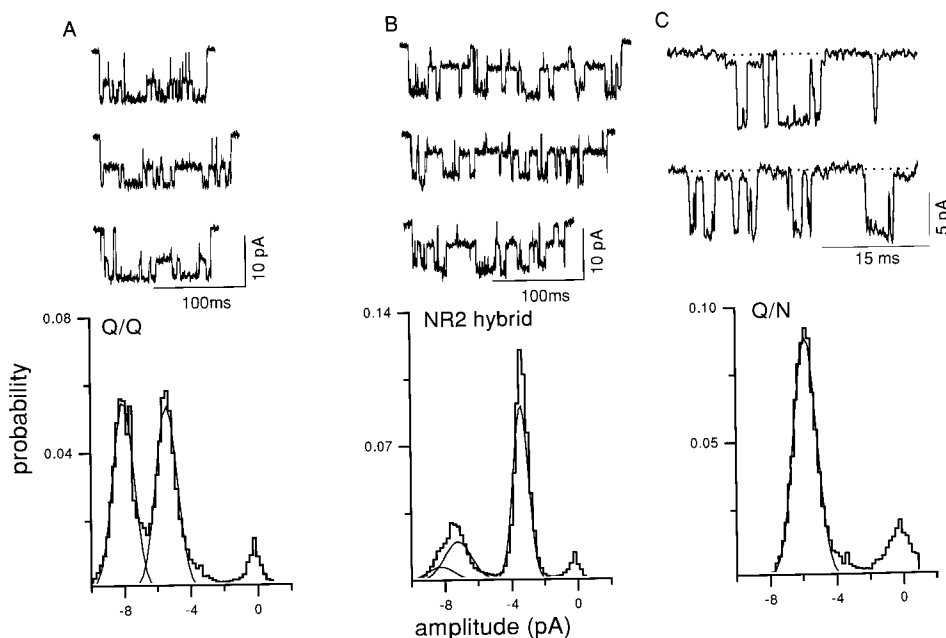 A
B
C
10 pA
100ms
10 pA
100ms
5 pA
15 ms
Q/Q
NR2 hybrid
Q/N
probability
0.08
0.04
0.14
0.07
0.10
0.05
-8 -4 0
-8 -4 0
-8 -4 0
amplitude (pA)